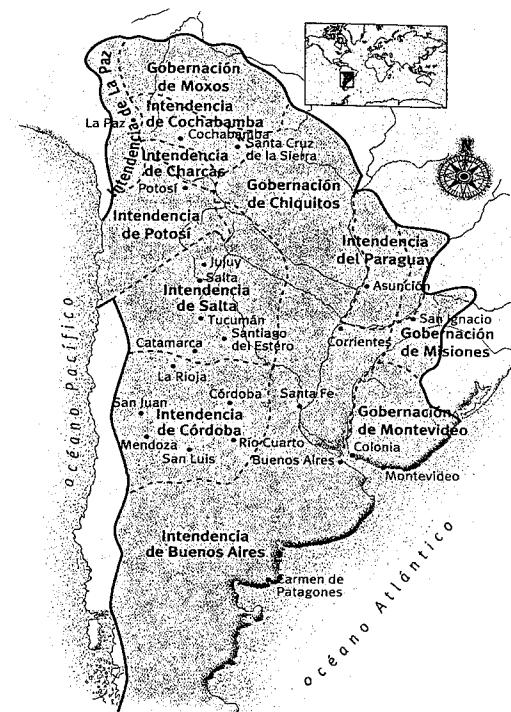 N
Gobernación
de Moxos
Intendencia de La Paz
Intendencia
de Cochabamba
La Paz
Cochabamba
Santa Cruz
de la Sierra
Intendencia
de Charcas
Potosí
Gobernación
de Chiquitos
Intendencia
de Potosí
Intendencia
del Paraguay
Jujuy
Salta
Asunción
Intendencia
de Salta
Tucumán
San Ignacio
Santiago
del Estero
Corrientes
Gobernación
de Misiones
Catamarca
La Rioja
Córdoba
Santa Fe
San Juan
Intendencia
de Córdoba
Gobernación
de Montevideo
Mendoza
Río Cuarto
Colonia
San Luis
Buenos Aires
Montevideo
océano Pacífico
Intendencia
de Buenos Aires
Carmen de
Patagones
océano Atlántico